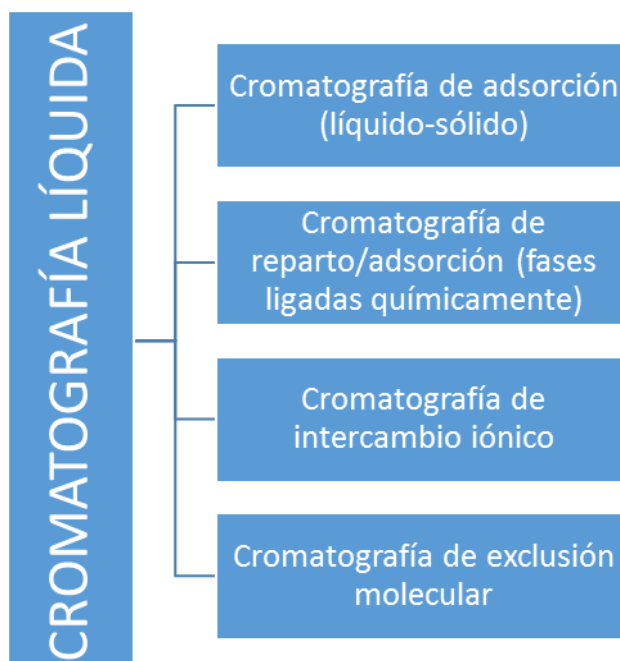 CROMATOGRAFÍA LÍQUIDA
Cromatografía de adsorción
(líquido-sólido)
Cromatografía de
reparto/adsorción (fases
ligadas químicamente)
Cromatografía de
intercambio iónico
Cromatografía de exclusión
molecular